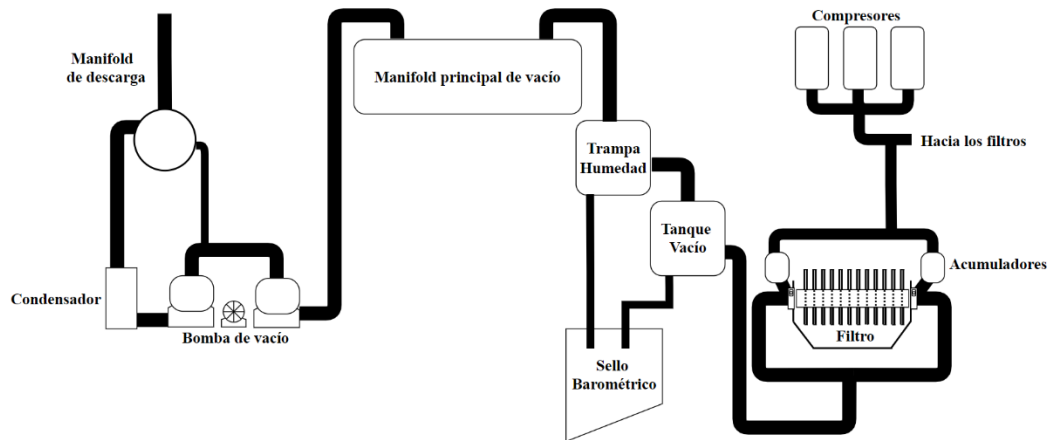 Manifold
de descarga
Manifold principal de vacío
Compresores
Trampa
Humedad
Hacia los filtros
Tanque
Vacío
Acumuladores
Condensador
Bomba de vacío
Filtro
Sello
Barométrico